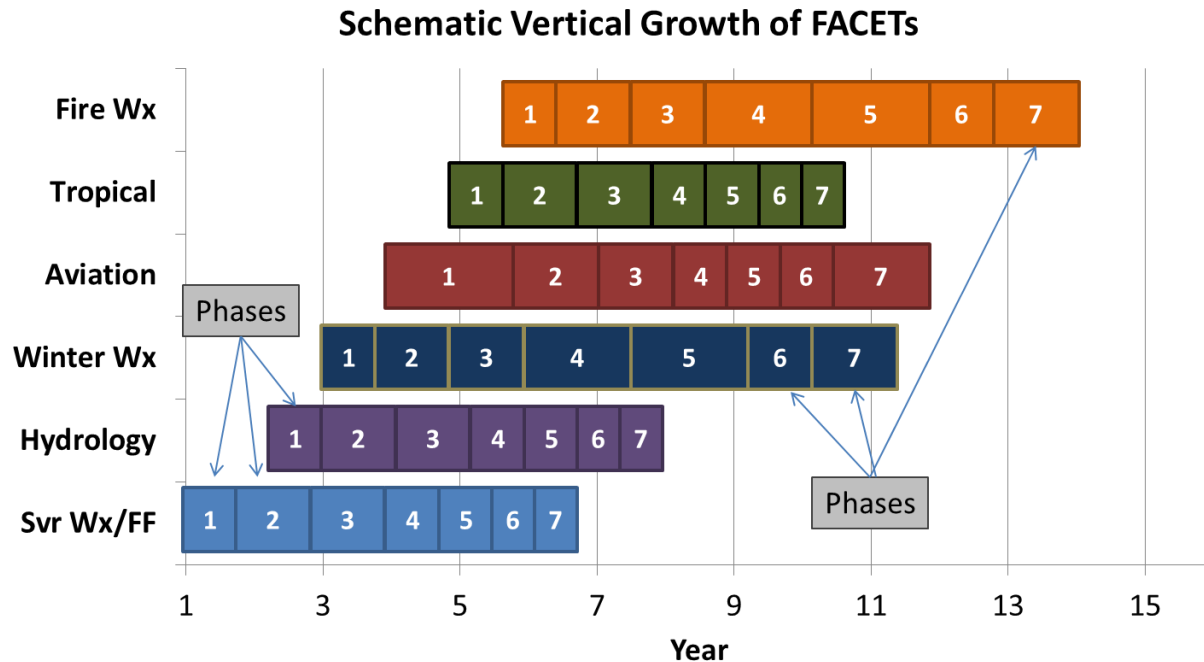 Schematic Vertical Growth of FACETs
Fire Wx
1 2 3 4 5 6 7
Tropical
1 2 3 4 5 6 7
Aviation
1 2 3 4 5 6 7
Phases
Winter Wx
1 2 3 4 5 6 7
Hydrology
1 2 3 4 5 6 7
Phases
Svr Wx/FF
1 2 3 4 5 6 7
1 3 5 7 9 11 13 15
Year